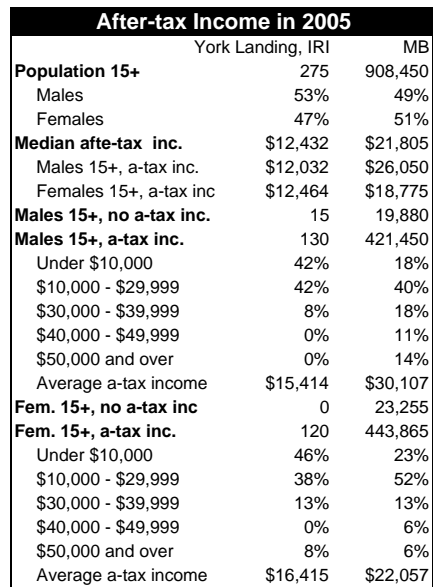 After-tax Income in 2005
York Landing, IRI MB
Population 15+ 275 908,450
Males 53% 49%
Females 47% 51%
Median afte-tax inc. $12,432 $21,805
Males 15+, a-tax inc. $12,032 $26,050
Females 15+, a-tax inc $12,464 $18,775
Males 15+, no a-tax inc. 15 19,880
Males 15+, a-tax inc. 130 421,450
Under $10,000 42% 18%
$10,000 - $29,999 42% 40%
$30,000 - $39,999 8% 18%
$40,000 - $49,999 0% 11%
$50,000 and over 0% 14%
Average a-tax income $15,414 $30,107
Fem. 15+, no a-tax inc 0 23,255
Fem. 15+, a-tax inc. 120 443,865
Under $10,000 46% 23%
$10,000 - $29,999 38% 52%
$30,000 - $39,999 13% 13%
$40,000 - $49,999 0% 6%
$50,000 and over 8% 6%
Average a-tax income $16,415 $22,057